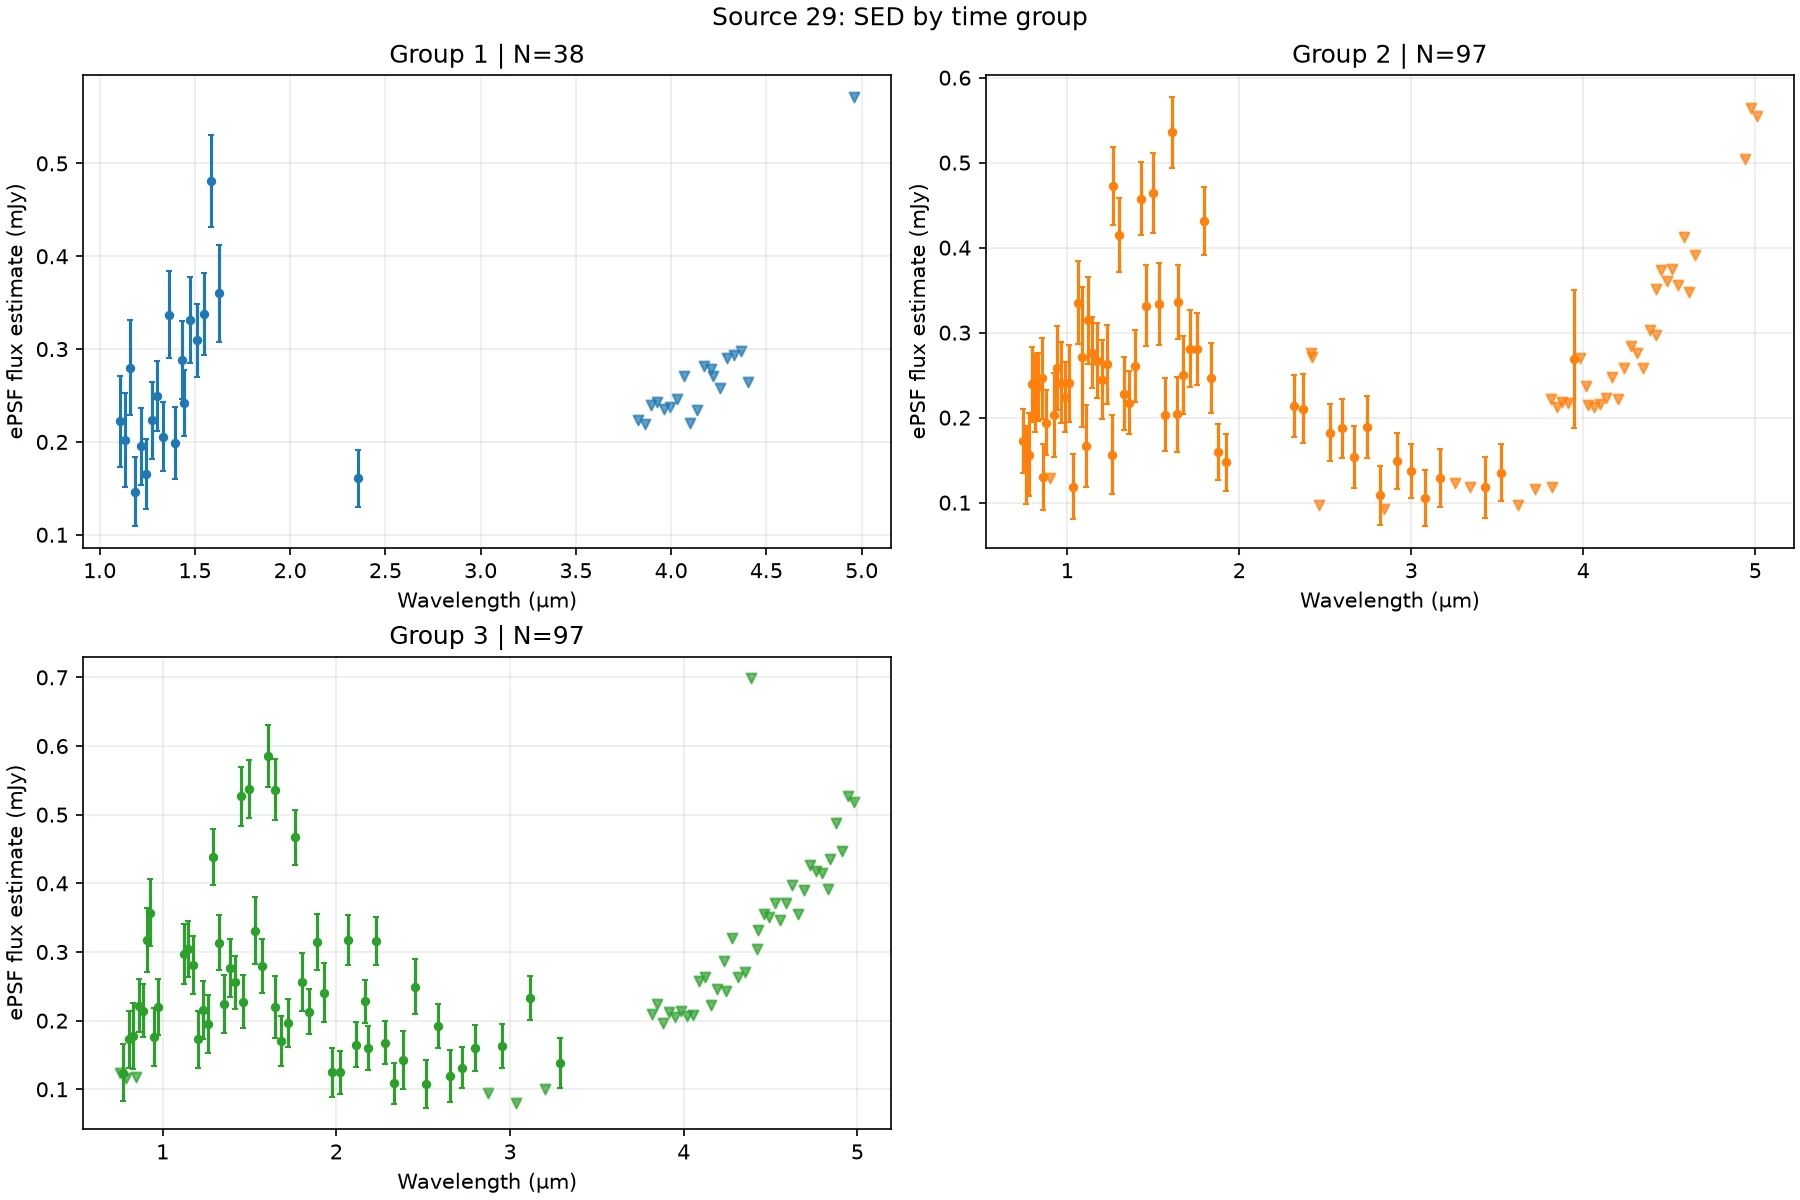 Source 29: SED by time group
Group 1 | N=38
ePSF flux estimate (mJy)
0.5
0.4
0.3
0.2
0.1
1.0 1.5 2.0 2.5 3.0 3.5 4.0 4.5 5.0
Wavelength (μm)
Group 2 | N=97
ePSF flux estimate (mJy)
0.6
0.5
0.4
0.3
0.2
0.1
1 2 3 4 5
Wavelength (μm)
Group 3 | N=97
ePSF flux estimate (mJy)
0.7
0.6
0.5
0.4
0.3
0.2
0.1
1 2 3 4 5
Wavelength (μm)